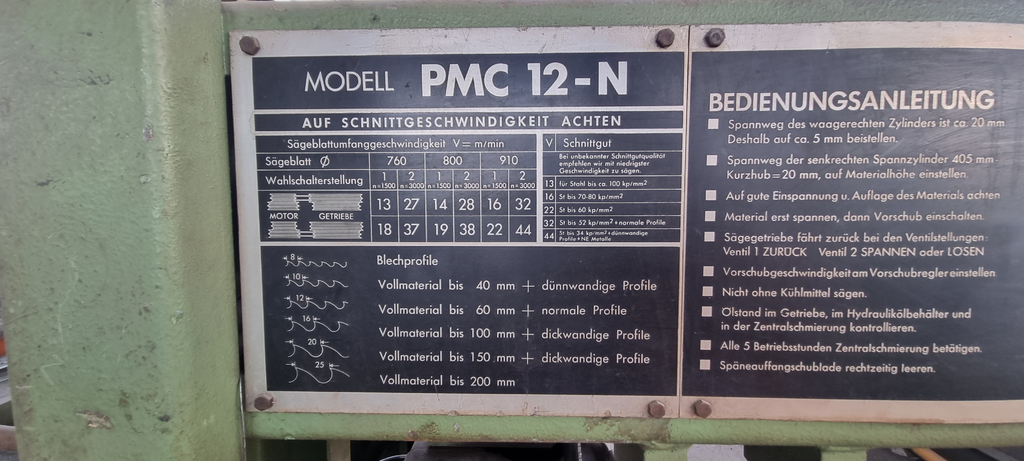 MODELL PMC 12-N
AUF SCHNITTGESCHWINDIGKEIT ACHTEN
Sägeblattumfanggeschwindigkeit V = m/min
Sägeblatt Ø 760 800 910
Wahlschalterstellung 1 2 1 2 1 2
n=1500 n=3000 n=1500 n=3000 n=1500 n=3000
13 27 14 28 16 32
MOTOR GETRIEBE
18 37 19 38 22 44
V Schnittgut
Bei unbekannter Schnittgutqualität
empfehlen wir mit niedrigster
Geschwindigkeit zu sägen.
13 für Stahl bis ca. 100 kp/mm²
16 bis 70-80 kp/mm²
22 St bis 60 kp/mm²
32 St bis 52 kp/mm² + normale Profile
44 St bis 34 kp/mm² + dünnwandige
Profile + NE Metalle
8 Blechprofile
10 Vollmaterial bis 40 mm + dünnwandige Profile
12 Vollmaterial bis 60 mm + normale Profile
16 Vollmaterial bis 100 mm + dickwandige Profile
20 Vollmaterial bis 150 mm + dickwandige Profile
25 Vollmaterial bis 200 mm
BEDIENUNGSANLEITUNG
Spannweg des waagerechten Zylinders ist ca. 20 mm
Deshalb auf ca. 5 mm beistellen.
Spannweg der senkrechten Spannzylinder 405 mm
Kurzhub = 20 mm, auf Materialhöhe einstellen.
Auf gute Einspannung u. Auflage des Materials achten
Material erst spannen, dann Vorschub einschalten.
Sägegetriebe fährt zurück bei den Ventilstellungen:
Ventil 1 ZURÜCK Ventil 2 SPANNEN oder LÖSEN
Vorschubgeschwindigkeit am Vorschubregler einstellen
Nicht ohne Kühlmittel sägen.
Ölstand im Getriebe, im Hydraulikölbehälter und
in der Zentralschmierung kontrollieren.
Alle 5 Betriebsstunden Zentralschmierung betätigen.
Späneauffangschublade rechtzeitig leeren.